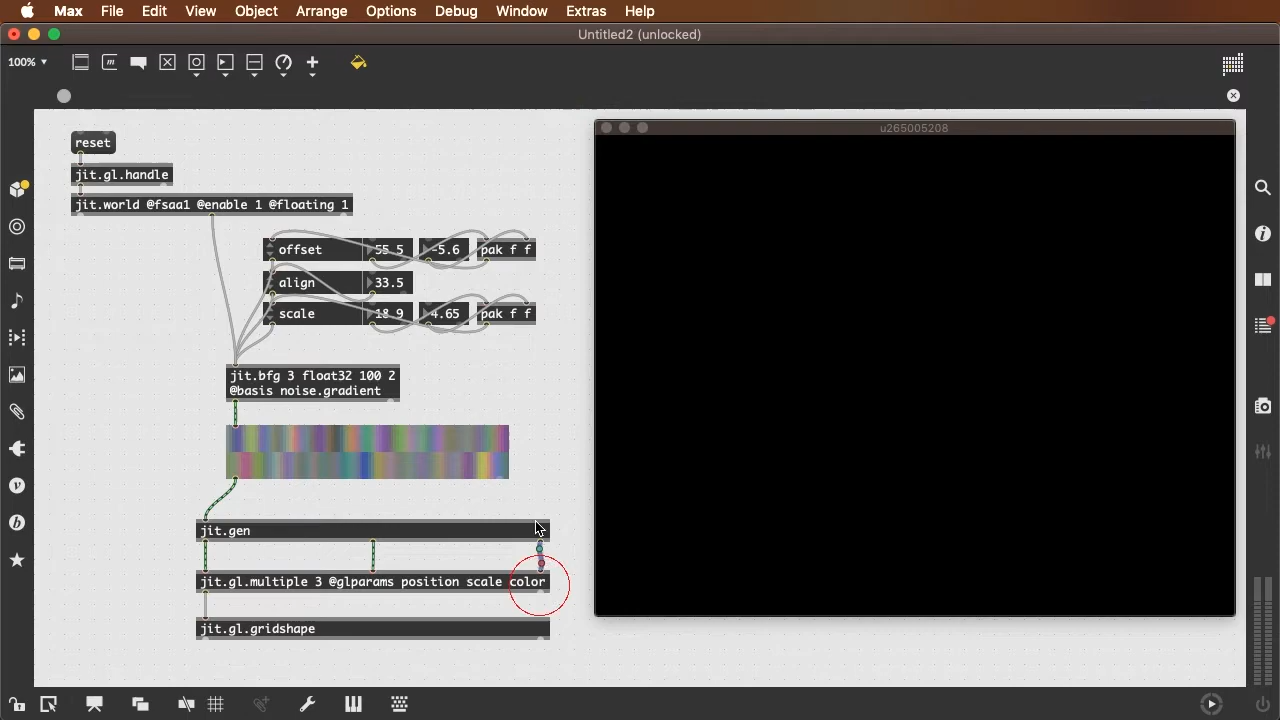 Max File Edit View Object Arrange Options Debug Window Extras Help
Untitled2 (unlocked)
100%
u265005208
reset
jit.gl.handle
jit.world @fsaa1 @enable 1 @floating 1
offset 55.5 -5.6 pak f f
align 33.5
scale 18.9 4.65 pak f f
jit.bfg 3 float32 100 2
@basis noise.gradient
jit.gen
jit.gl.multiple 3 @glparams position scale color
jit.gl.gridshape